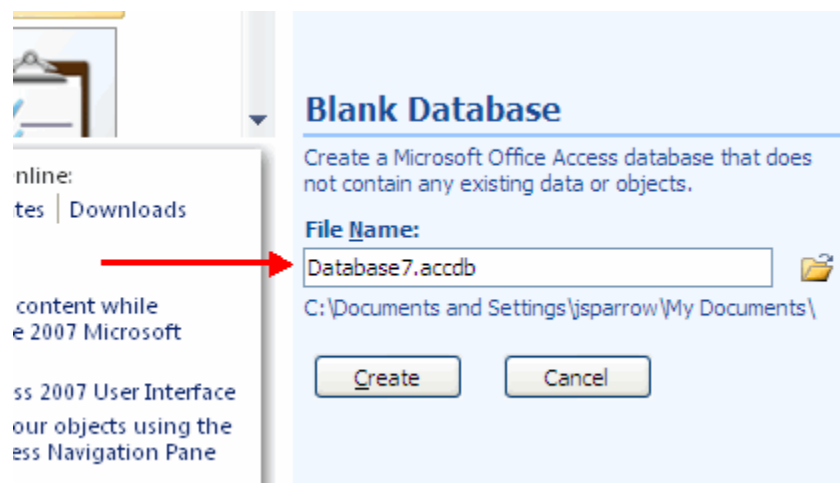 Blank Database
Create a Microsoft Office Access database that does
not contain any existing data or objects.
File Name:
Database7.accdb
C:\Documents and Settings\jsparrow\My Documents\
Create
Cancel
nline:
tes | Downloads
content while
e 2007 Microsoft
ss 2007 User Interface
our objects using the
ess Navigation Pane